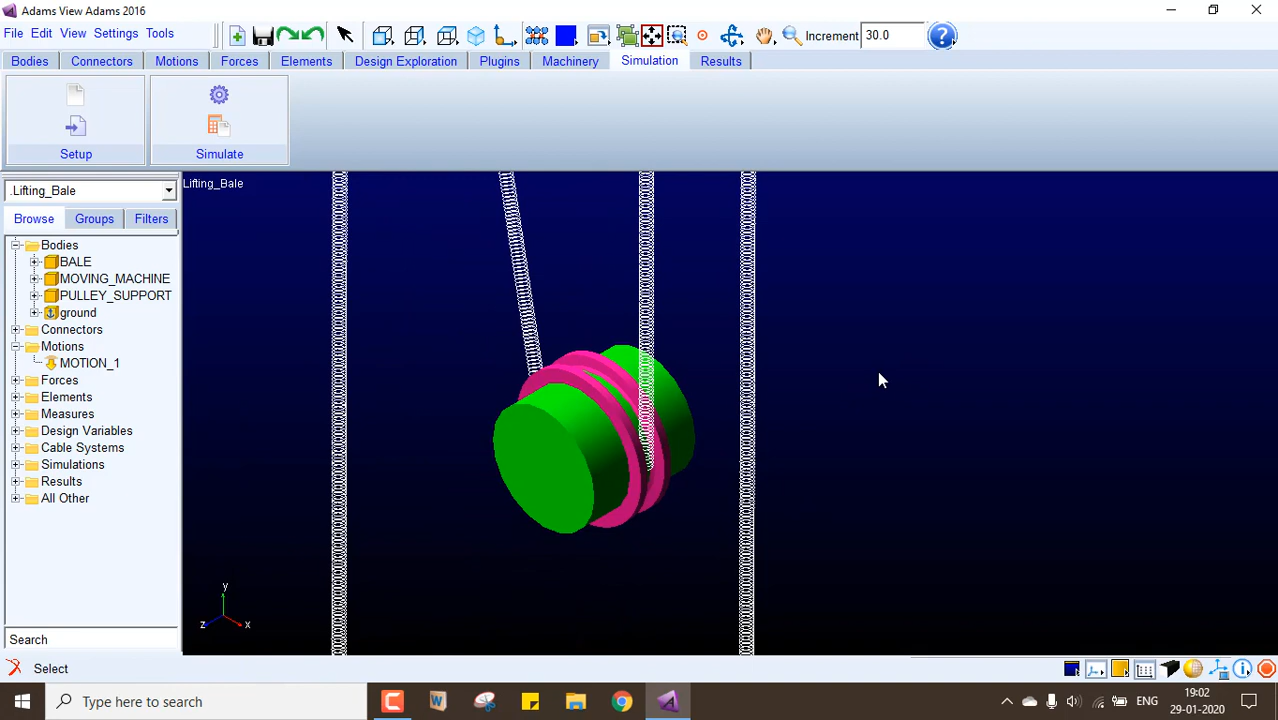 Adams View Adams 2016
File Edit View Settings Tools
Increment 30.0
Bodies Connectors Motions Forces Elements Design Exploration Plugins Machinery Simulation Results
Setup Simulate
.Lifting_Bale
Lifting_Bale
Browse Groups Filters
Bodies
BALE
MOVING_MACHINE
PULLEY_SUPPORT
ground
Connectors
Motions
MOTION_1
Forces
Elements
Measures
Design Variables
Cable Systems
Simulations
Results
All Other
y
z x
Search
Select
Type here to search
ENG
19:02
29-01-2020